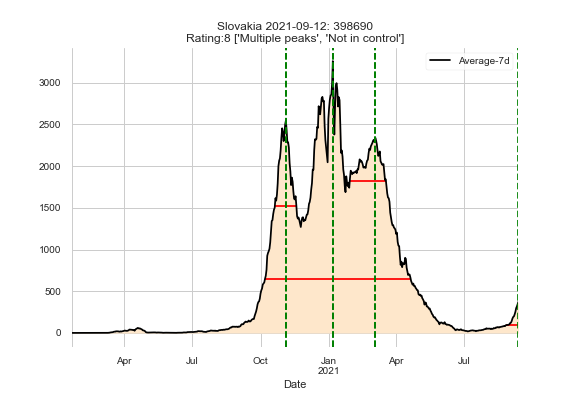 Slovakia 2021-09-12: 398690
Rating:8 ['Multiple peaks', 'Not in control']
Average-7d
3000
2500
2000
1500
1000
500
0
Apr Jul Oct Jan Apr Jul
2021
Date